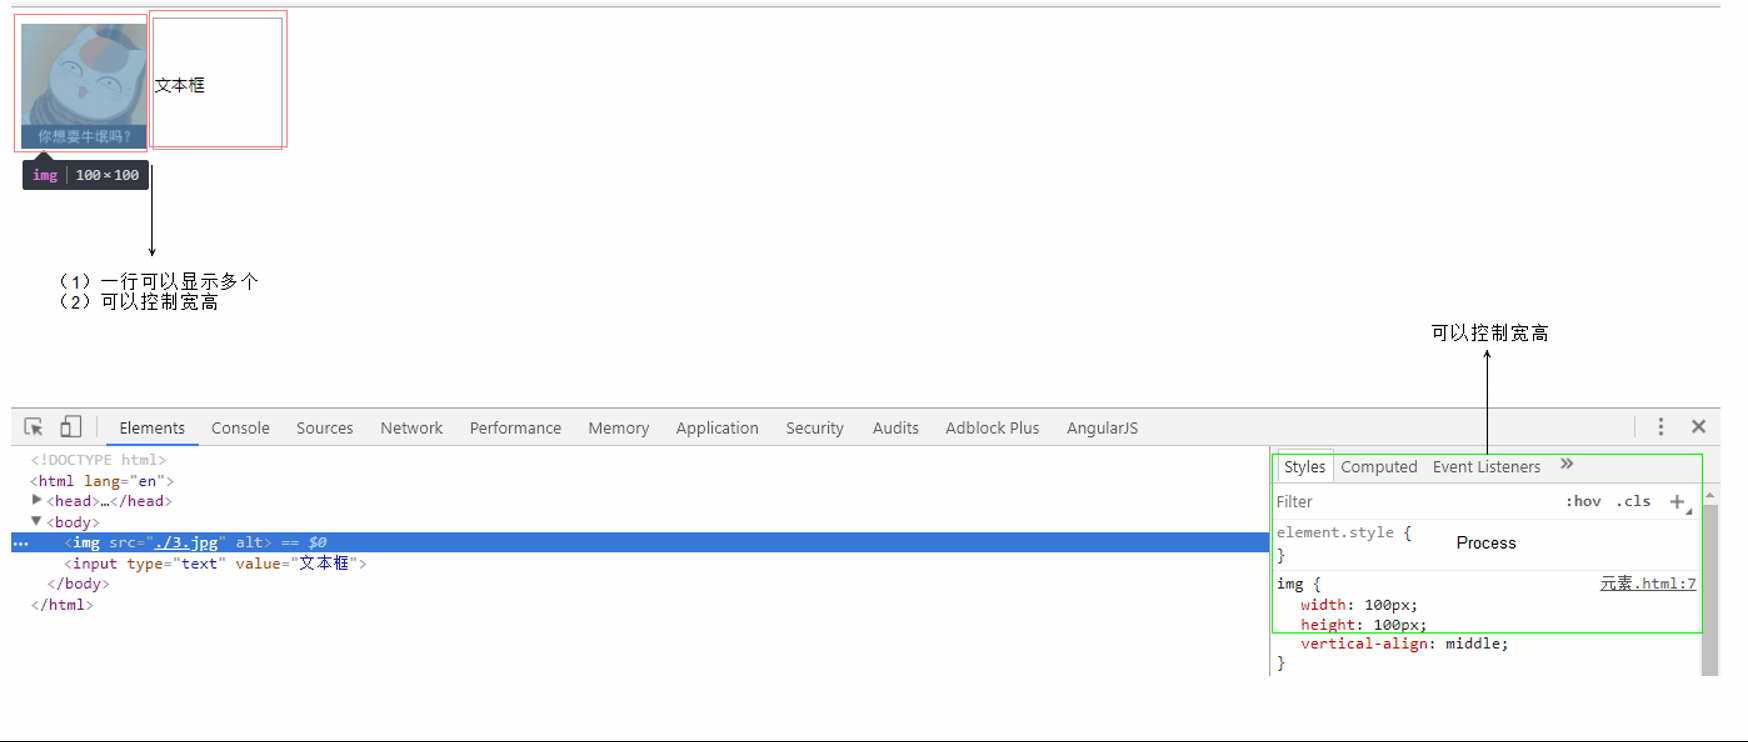 文本框
你想耍牛氓吗?
img 100×100
（1）一行可以显示多个
（2）可以控制宽高
可以控制宽高
Elements Console Sources Network Performance Memory Application Security Audits Adblock Plus AngularJS
<!DOCTYPE html>
<html lang="en">
<head>…</head>
<body>
<img src="./3.jpg" alt> == $0
<input type="text" value="文本框">
</body>
</html>
Styles Computed Event Listeners »
Filter :hov .cls +
element.style {
Process
}
img { 元素.html:7
width: 100px;
height: 100px;
vertical-align: middle;
}